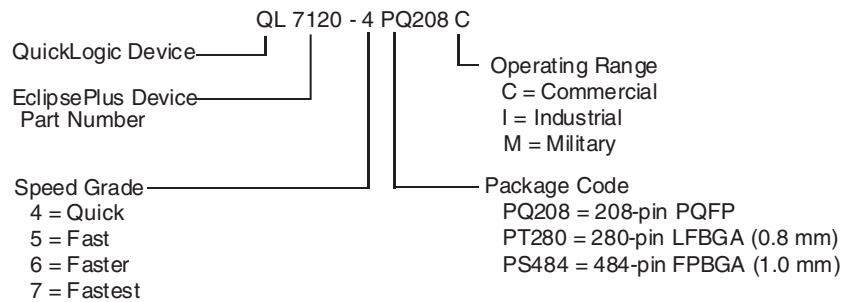 QL 7120 - 4 PQ208 C
QuickLogic Device
EclipsePlus Device
Part Number
Operating Range
C = Commercial
I = Industrial
M = Military
Speed Grade
4 = Quick
5 = Fast
6 = Faster
7 = Fastest
Package Code
PQ208 = 208-pin PQFP
PT280 = 280-pin LFBGA (0.8 mm)
PS484 = 484-pin FPBGA (1.0 mm)